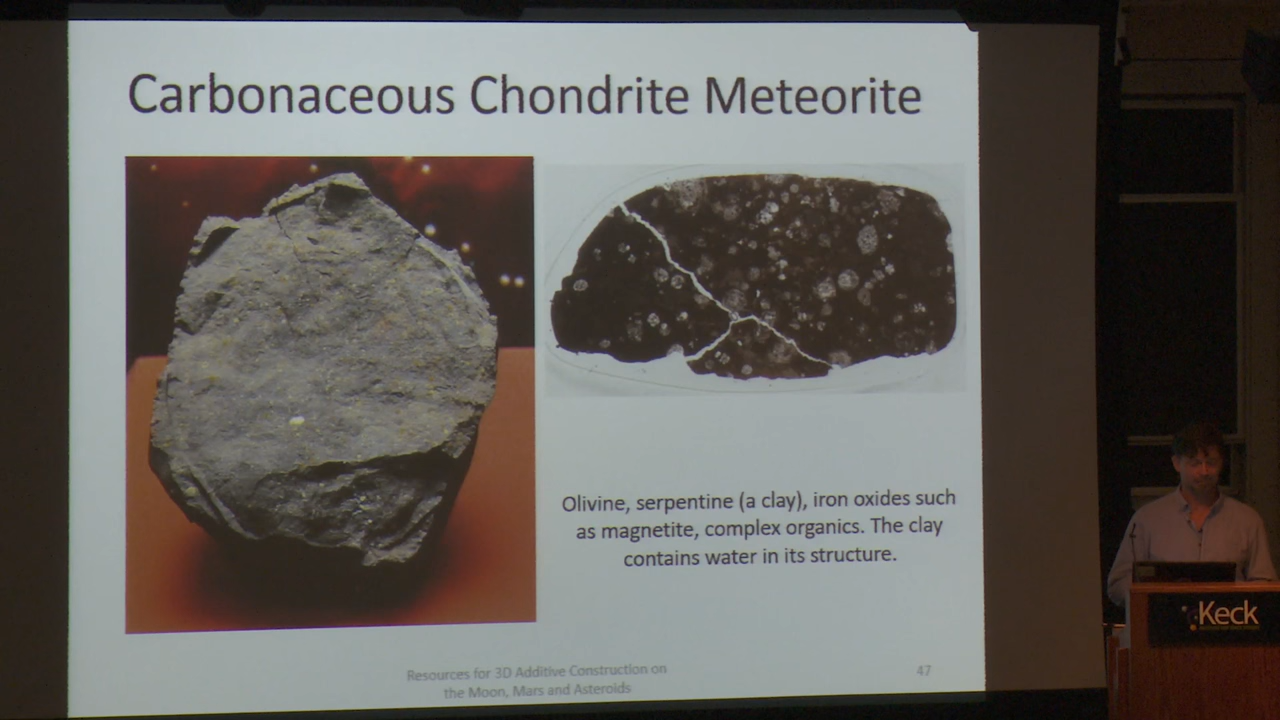 Carbonaceous Chondrite Meteorite
Olivine, serpentine (a clay), iron oxides such
as magnetite, complex organics. The clay
contains water in its structure.
Resources for 3D Additive Construction on
the Moon, Mars and Asteroids
47
Keck